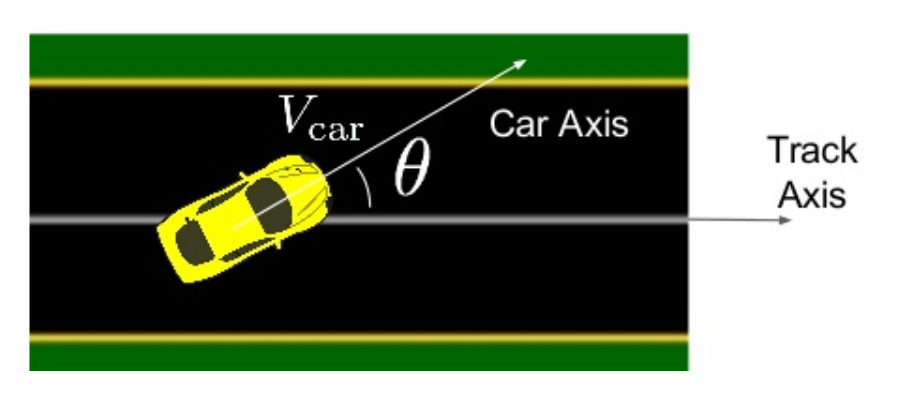 V_car
θ
Car Axis
Track
Axis